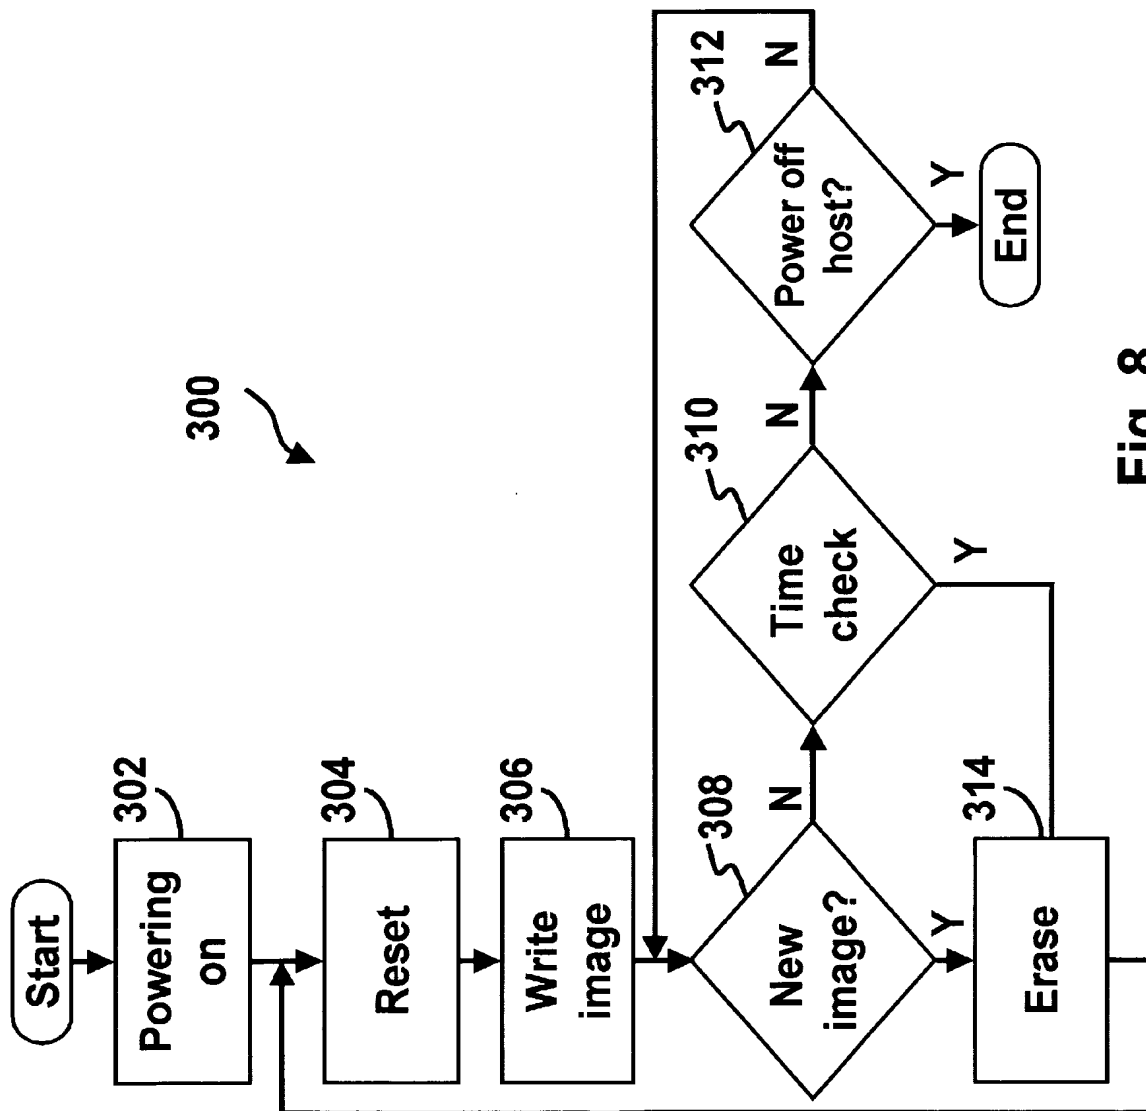 300
Start
Powering
on
302
Reset
304
Write
image
306
New
image?
308
N
Y
Time
check
310
N
Y
Power off
host?
312
N
Y
End
Erase
314
Fig. 8